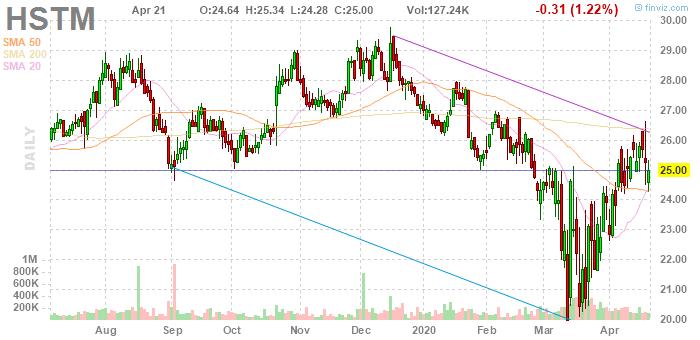 HSTM
Apr 21 O:24.64 H:25.34 L:24.28 C:25.00 Vol:127.24K -0.31 (1.22%) © finviz.com
SMA 50
SMA 200
SMA 20
DAILY
30.00
29.00
28.00
27.00
26.00
25.00
24.00
23.00
22.00
21.00
20.00
1M
800K
600K
400K
200K
Aug Sep Oct Nov Dec 2020 Feb Mar Apr